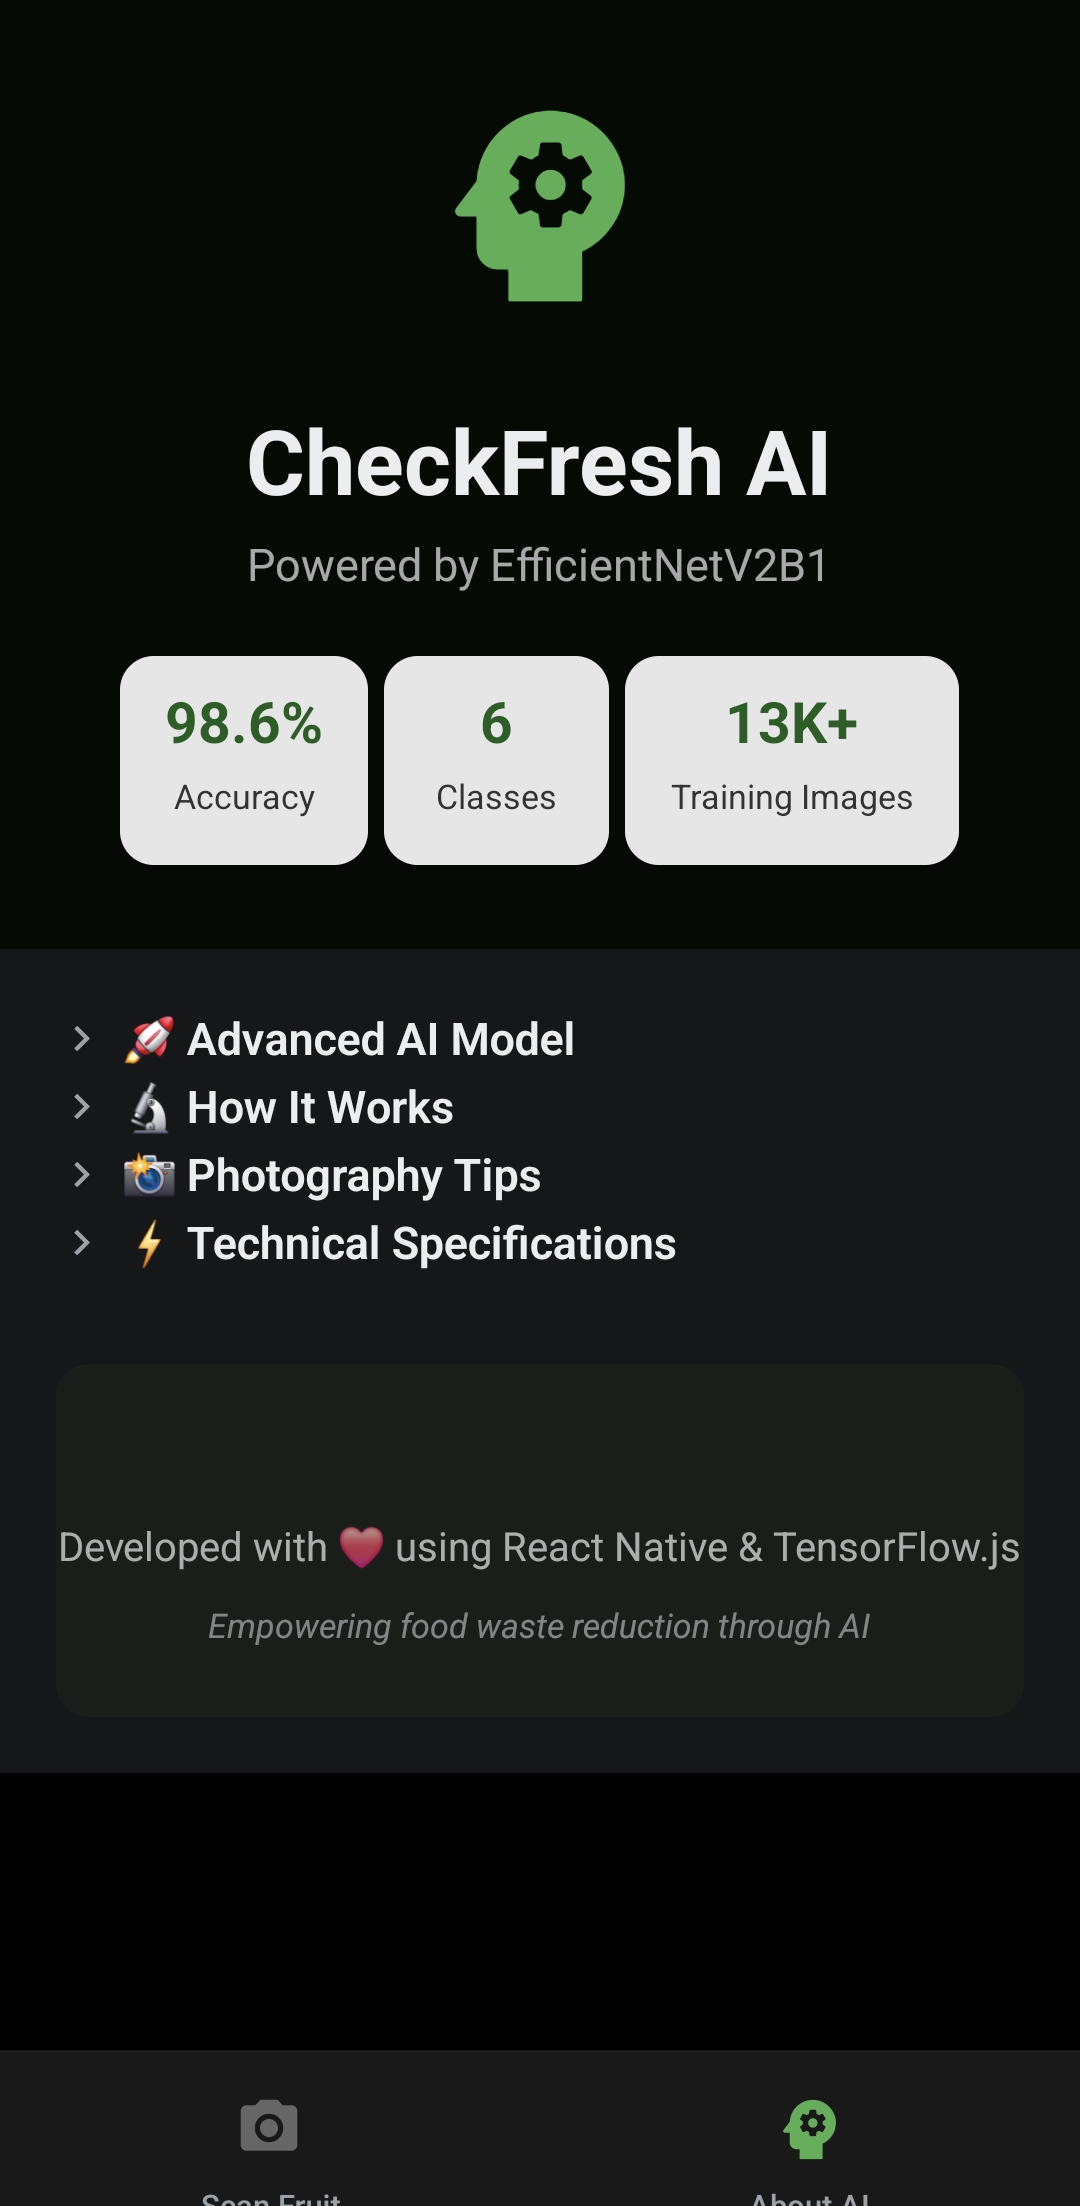 CheckFresh AI
Powered by EfficientNetV2B1
98.6% 6 13K+
Accuracy Classes Training Images
🚀 Advanced AI Model
🔬 How It Works
📸 Photography Tips
⚡ Technical Specifications
Developed with ❤️ using React Native & TensorFlow.js
Empowering food waste reduction through AI
Scan Fruit About AI